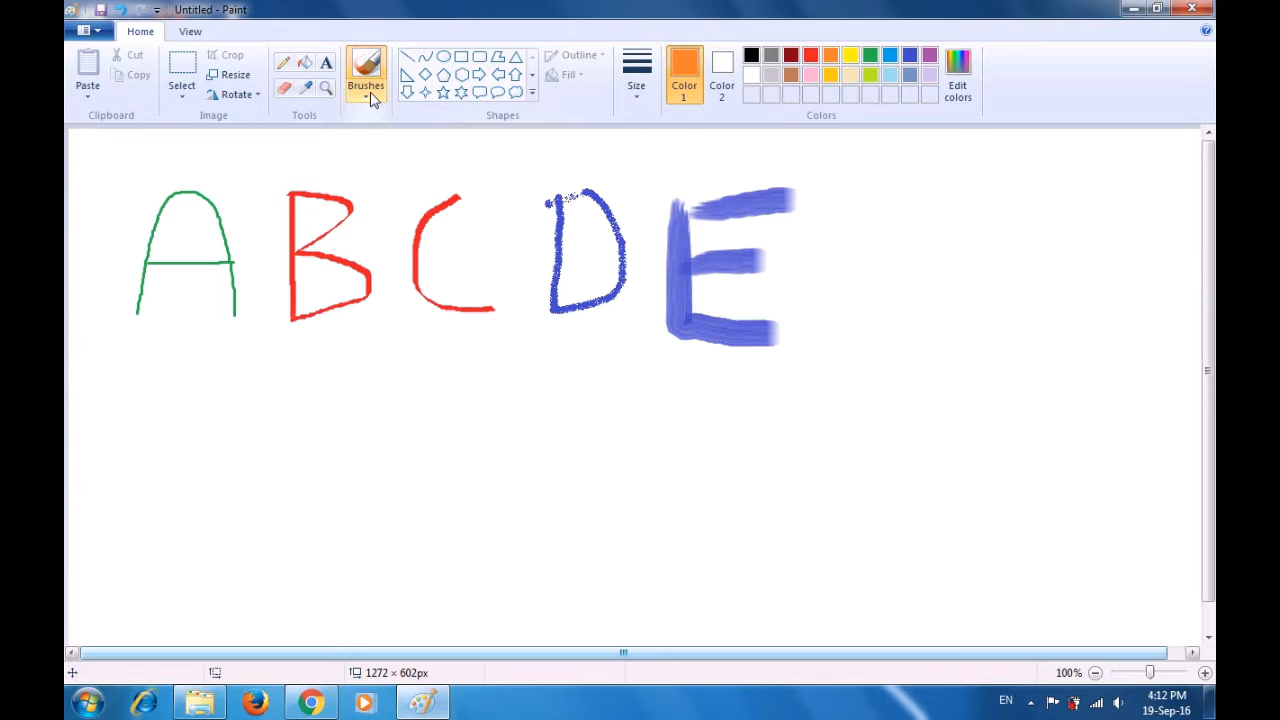 Untitled - Paint
Home View
Paste
Cut
Copy
Clipboard
Select
Crop
Resize
Rotate
Image
A
Tools
Brushes
Outline
Fill
Shapes
Size
Color 1
Color 2
Edit colors
Colors
A B C D E
1272 × 602px
100%
EN
4:12 PM
19-Sep-16